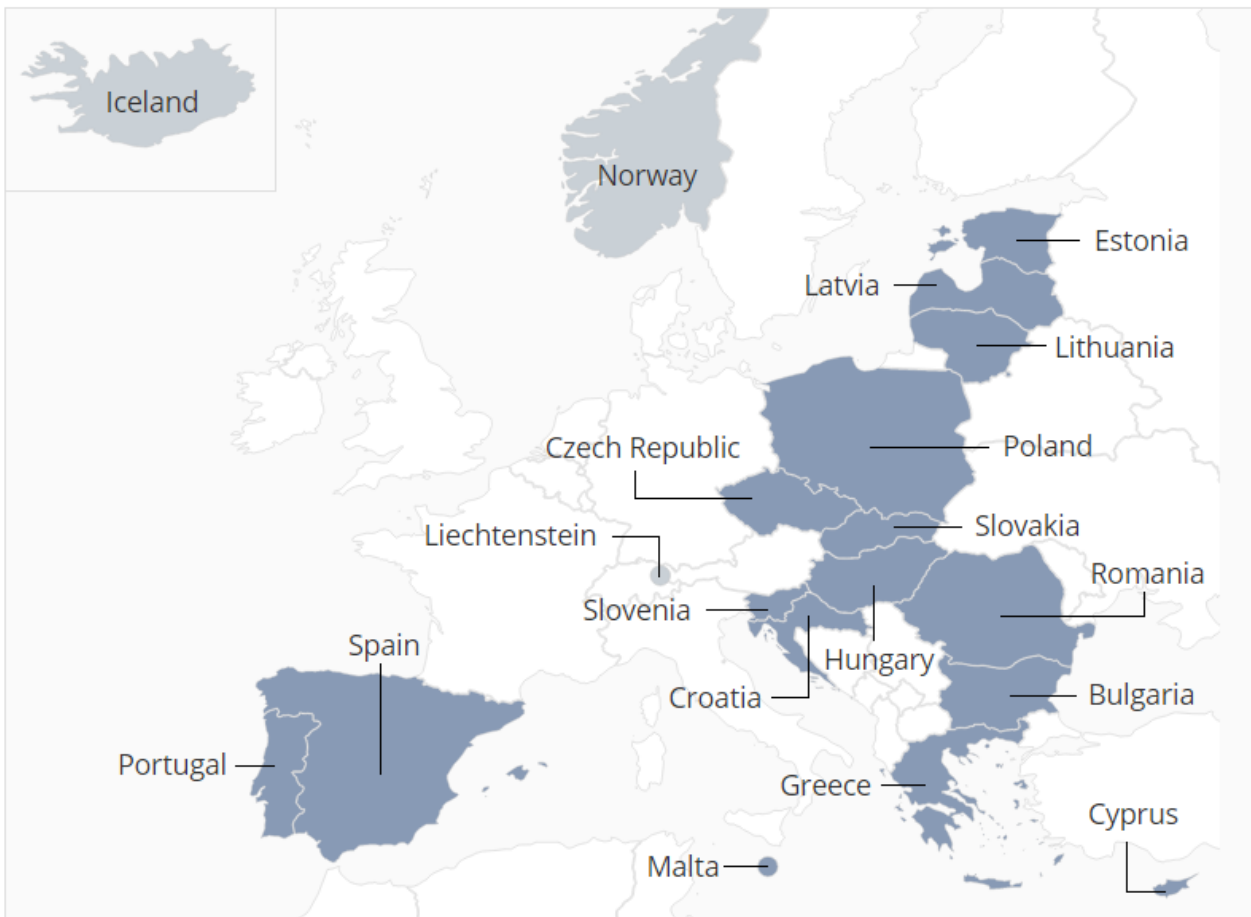 Iceland
Norway
Estonia
Latvia
Lithuania
Czech Republic
Poland
Liechtenstein
Slovakia
Romania
Slovenia
Spain
Hungary
Croatia
Bulgaria
Portugal
Greece
Cyprus
Malta